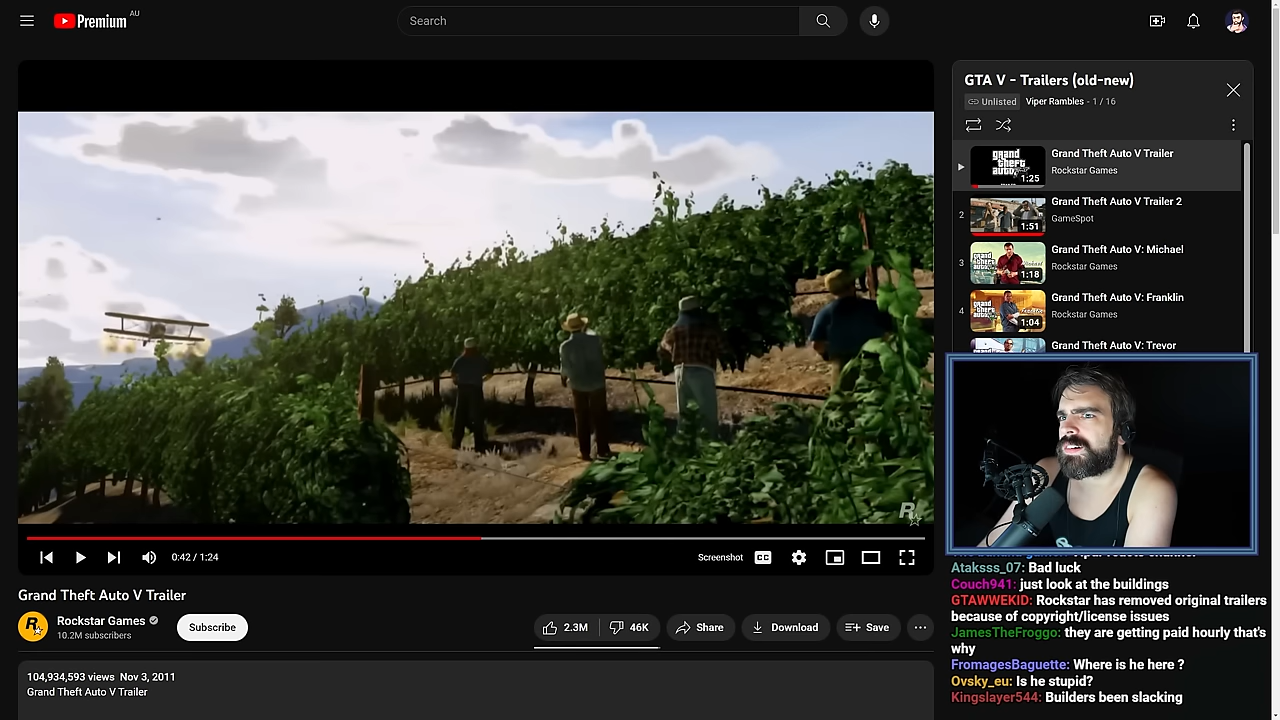 Premium AU
Search
GTA V - Trailers (old-new)
Unlisted Viper Rambles - 1 / 16
Grand Theft Auto V Trailer
Rockstar Games
grand theft auto V
1:25
2
Grand Theft Auto V Trailer 2
GameSpot
1:51
3
Grand Theft Auto V: Michael
Rockstar Games
1:18
4
Grand Theft Auto V: Franklin
Rockstar Games
1:04
Grand Theft Auto V: Trevor
R
0:42 / 1:24
Screenshot
CC
Grand Theft Auto V Trailer
Rockstar Games
10.2M subscribers
Subscribe
2.3M
46K
Share
Download
Save
104,934,593 views Nov 3, 2011
Grand Theft Auto V Trailer
Ataksss_07: Bad luck
Couch941: just look at the buildings
GTAWWEKID: Rockstar has removed original trailers
because of copyright/license issues
JamesTheFroggo: they are getting paid hourly that's
why
FromagesBaguette: Where is he here ?
Ovsky_eu: Is he stupid?
Kingslayer544: Builders been slacking